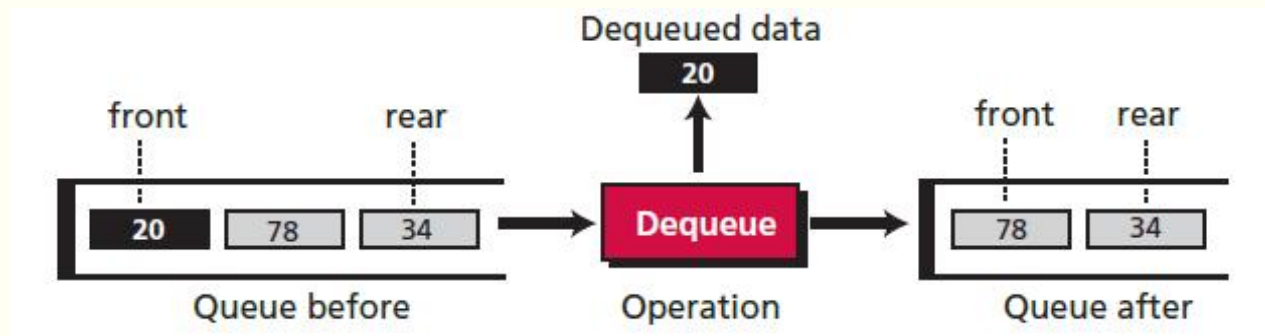 Dequeued data
20
front rear
front rear
20 78 34
Dequeue
78 34
Queue before
Operation
Queue after